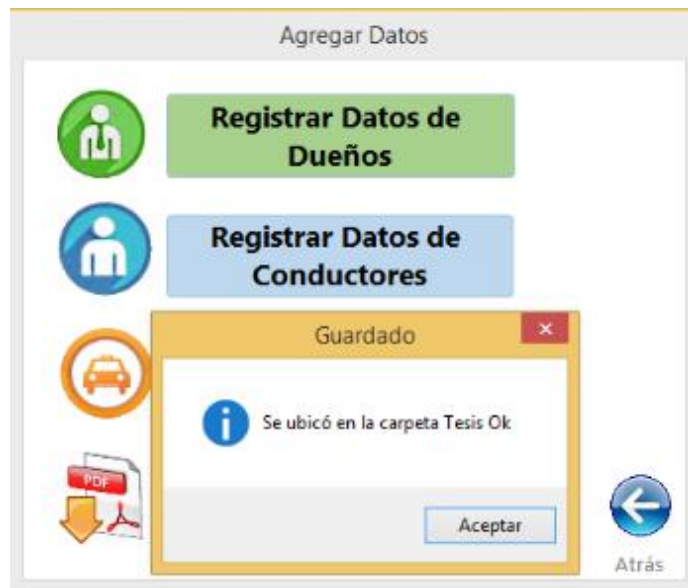 Agregar Datos
Registrar Datos de
Dueños
Registrar Datos de
Conductores
Guardado
Se ubicó en la carpeta Tesis Ok
PDF
Aceptar
Atrás